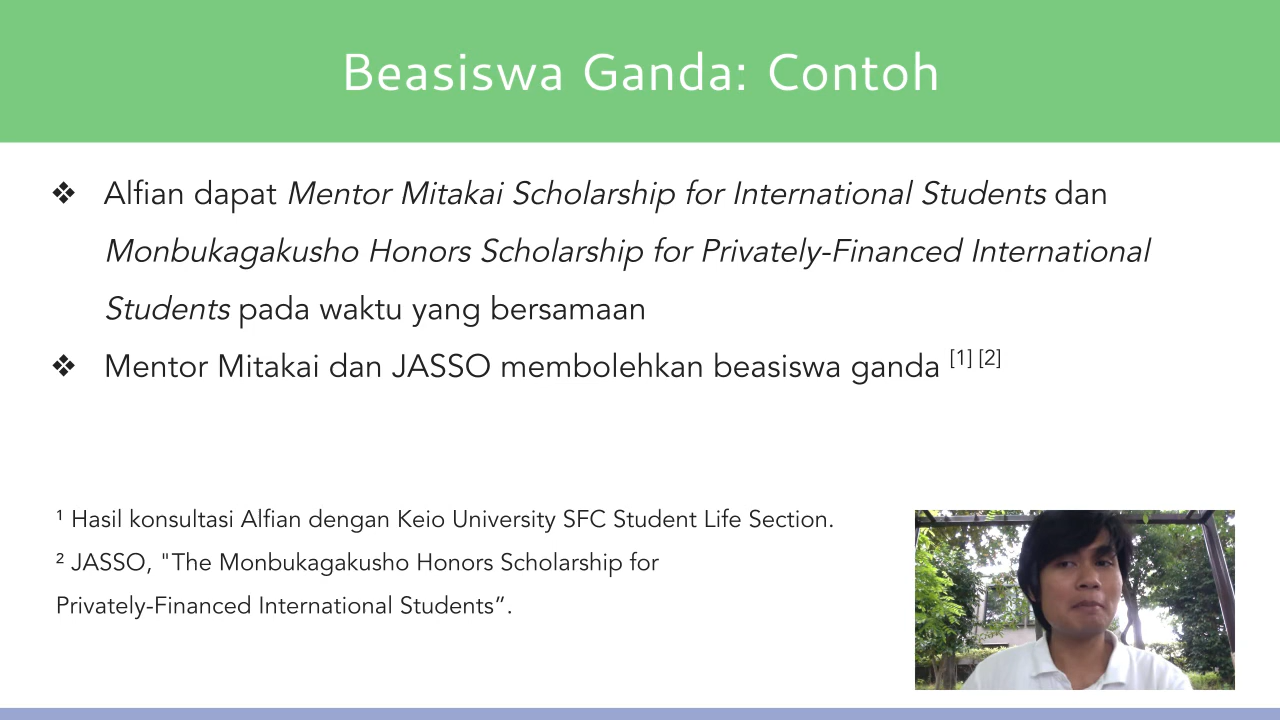 Beasiswa Ganda: Contoh
❖ Alfian dapat Mentor Mitakai Scholarship for International Students dan
Monbukagakusho Honors Scholarship for Privately-Financed International
Students pada waktu yang bersamaan
❖ Mentor Mitakai dan JASSO membolehkan beasiswa ganda [1] [2]
¹ Hasil konsultasi Alfian dengan Keio University SFC Student Life Section.
² JASSO, "The Monbukagakusho Honors Scholarship for
Privately-Financed International Students”.